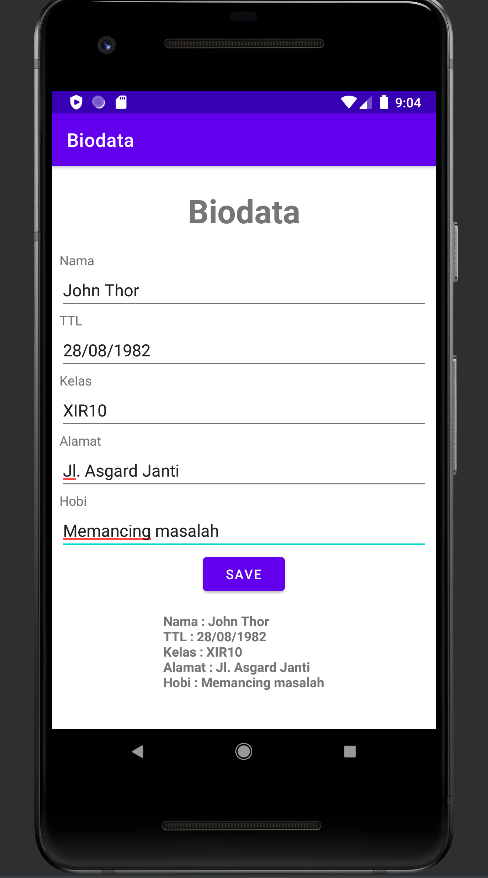 9:04
Biodata
Biodata
Nama
John Thor
TTL
28/08/1982
Kelas
XIR10
Alamat
Jl. Asgard Janti
Hobi
Memancing masalah
SAVE
Nama : John Thor
TTL : 28/08/1982
Kelas : XIR10
Alamat : Jl. Asgard Janti
Hobi : Memancing masalah